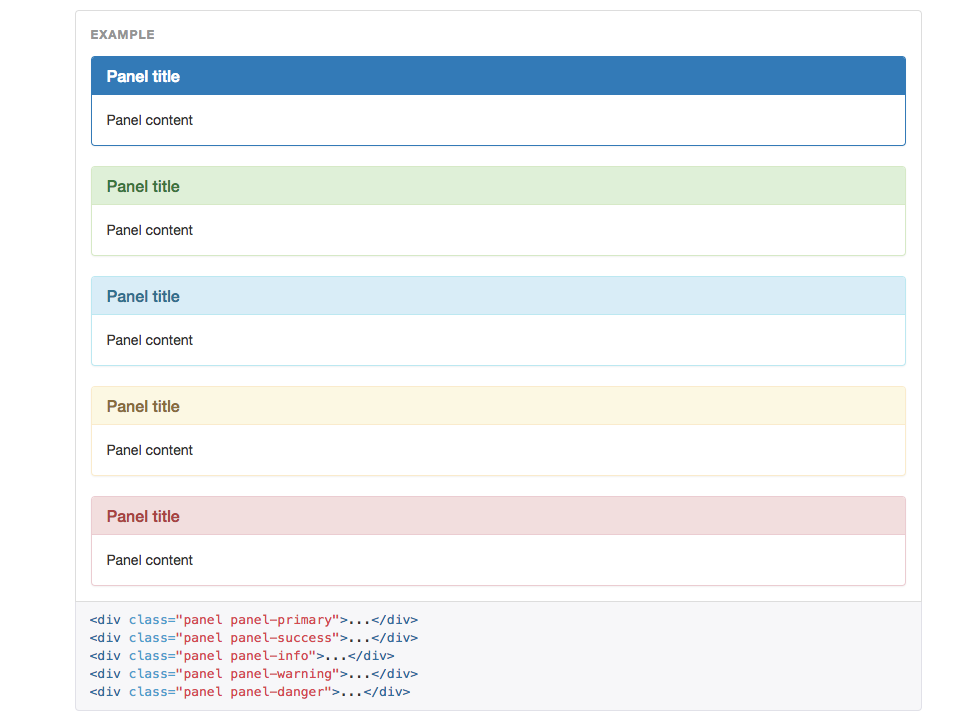 EXAMPLE
Panel title
Panel content
Panel title
Panel content
Panel title
Panel content
Panel title
Panel content
Panel title
Panel content
<div class="panel panel-primary">...</div>
<div class="panel panel-success">...</div>
<div class="panel panel-info">...</div>
<div class="panel panel-warning">...</div>
<div class="panel panel-danger">...</div>